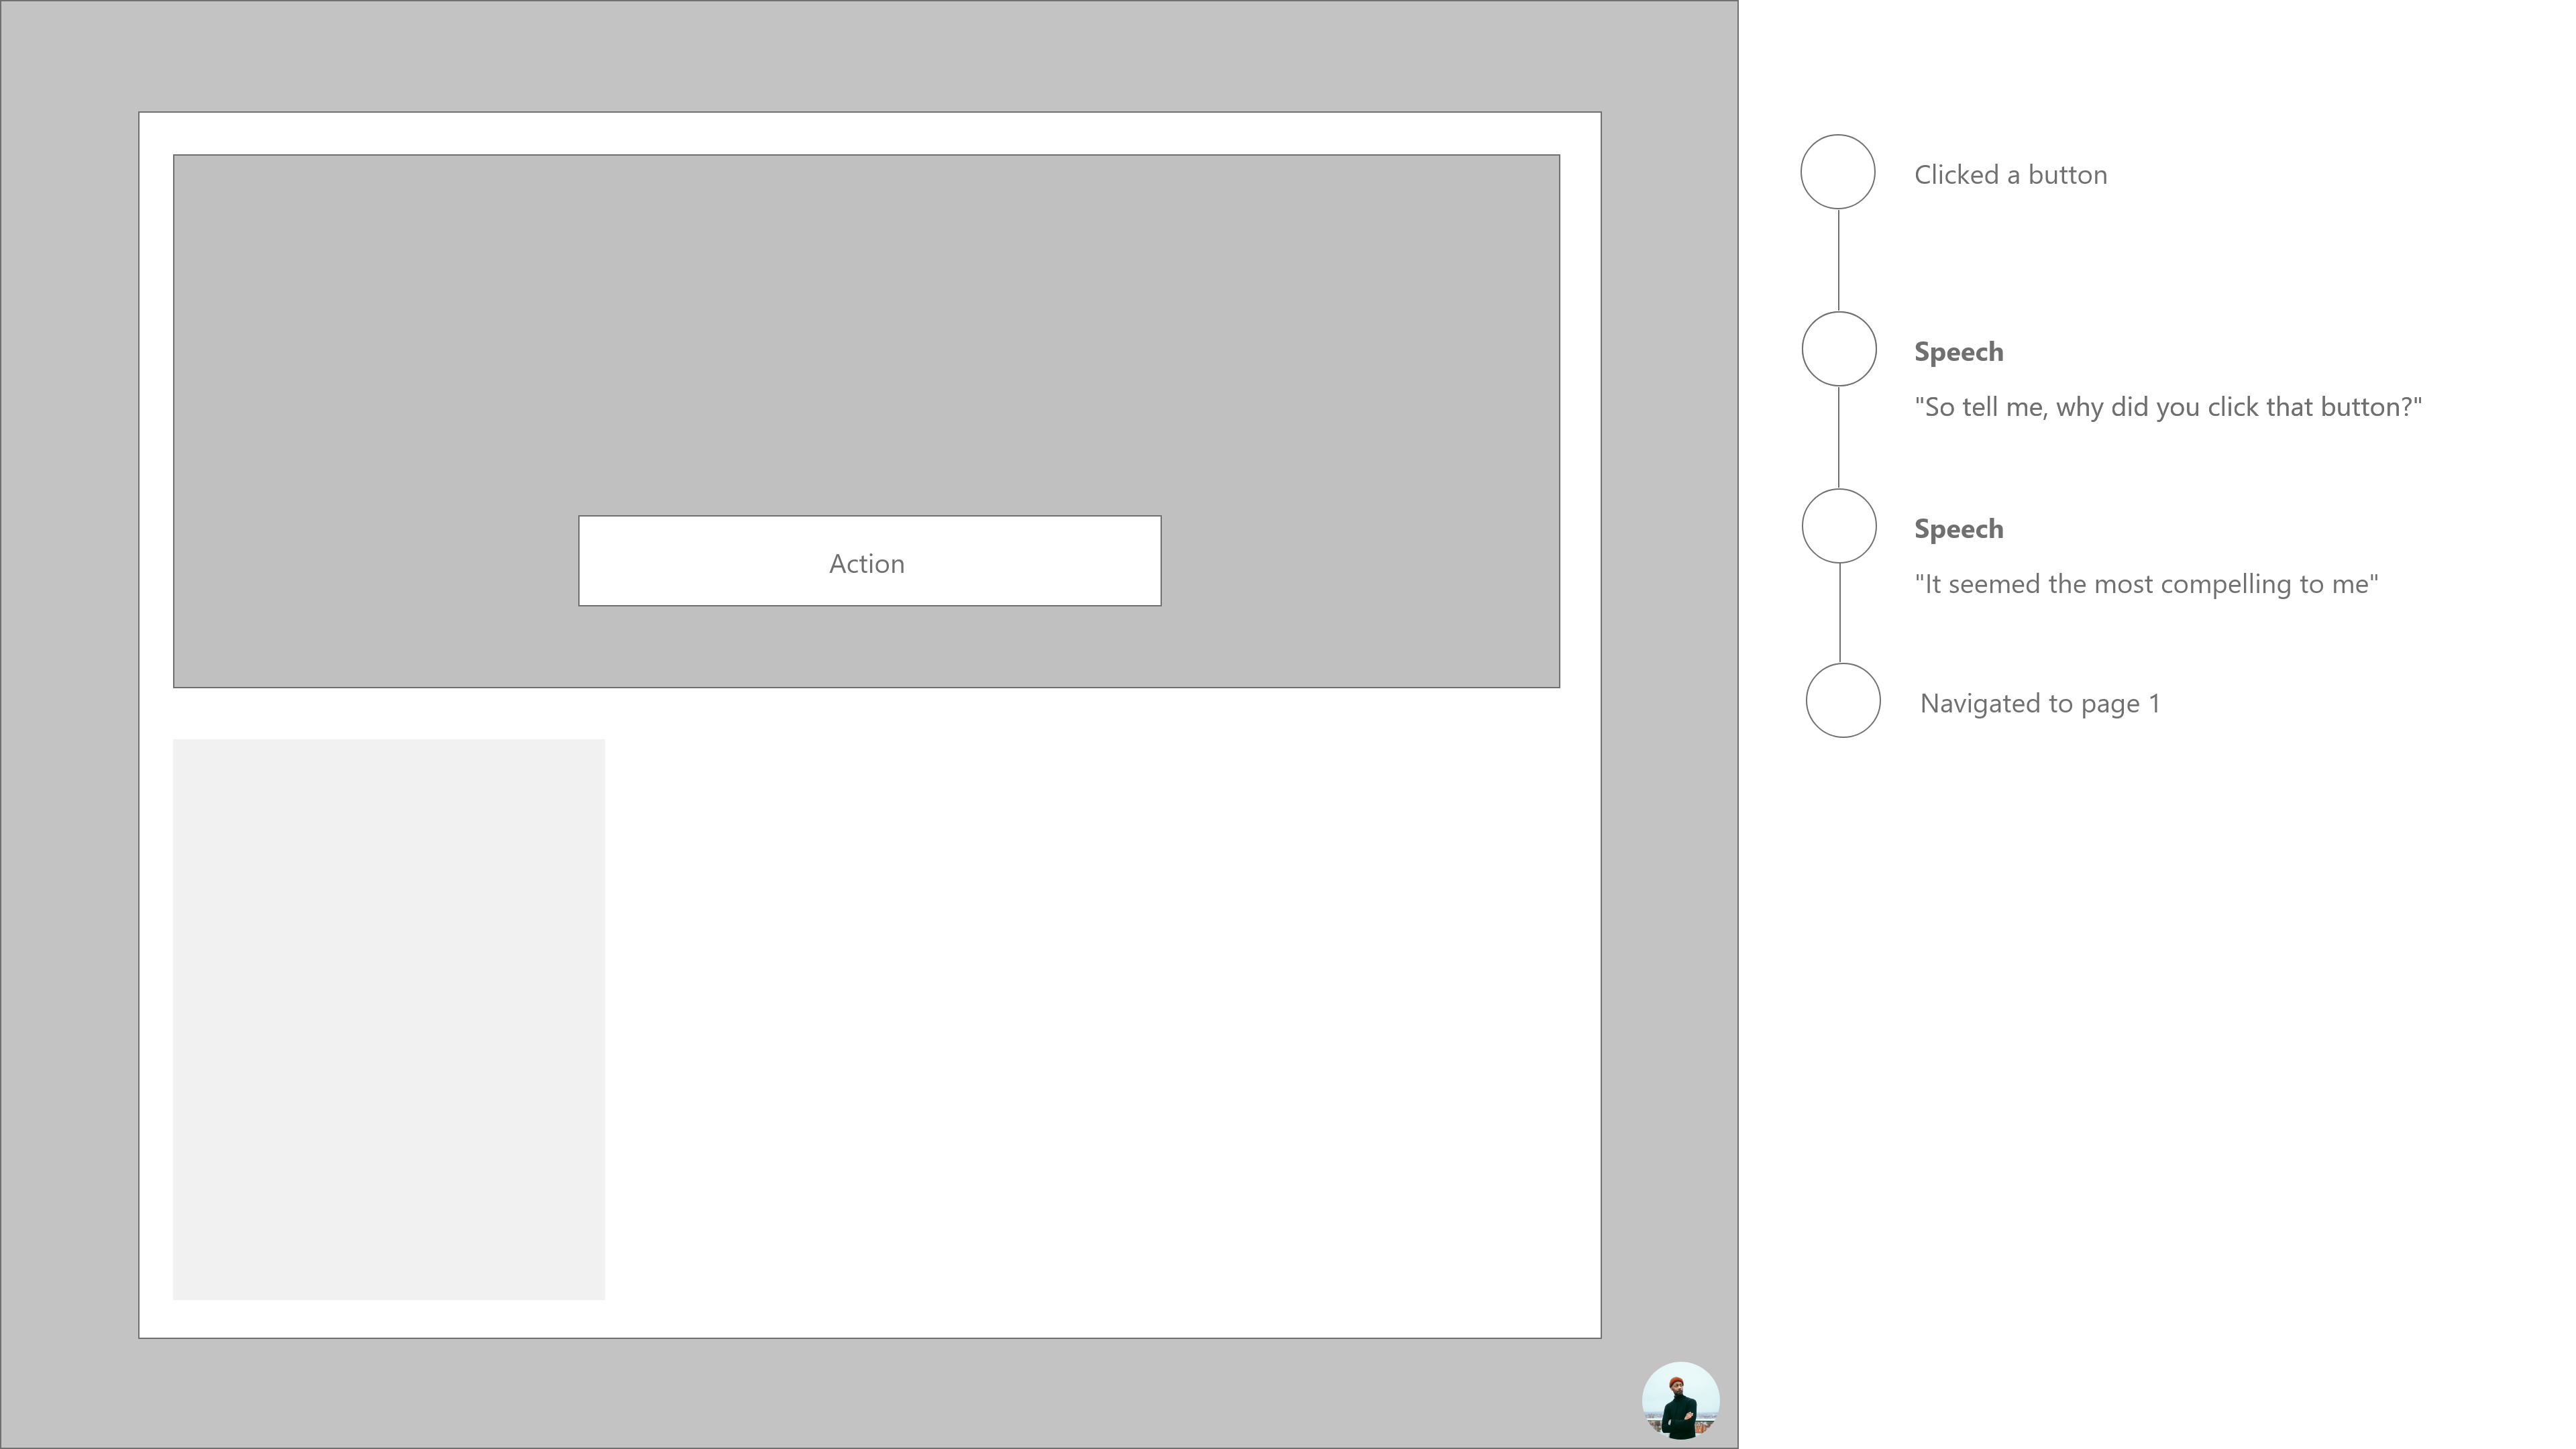 Action
Clicked a button
Speech
"So tell me, why did you click that button?"
Speech
"It seemed the most compelling to me"
Navigated to page 1